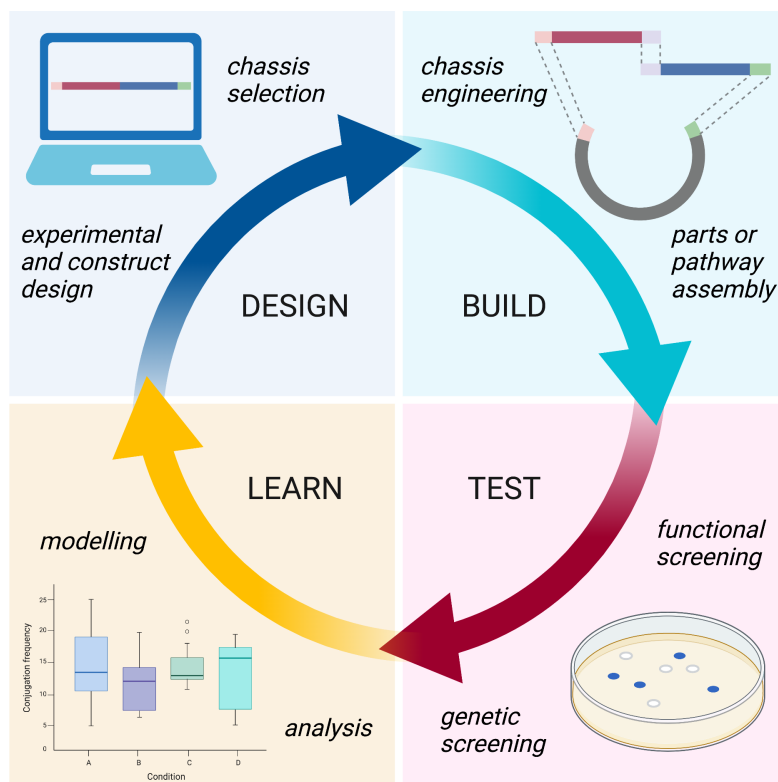 chassis
selection
experimental
and construct
design
DESIGN
chassis
engineering
parts or
pathway
assembly
BUILD
LEARN
modelling
Conjugation frequency
25
20
15
10
5
0
A
B
C
D
Condition
analysis
TEST
functional
screening
genetic
screening